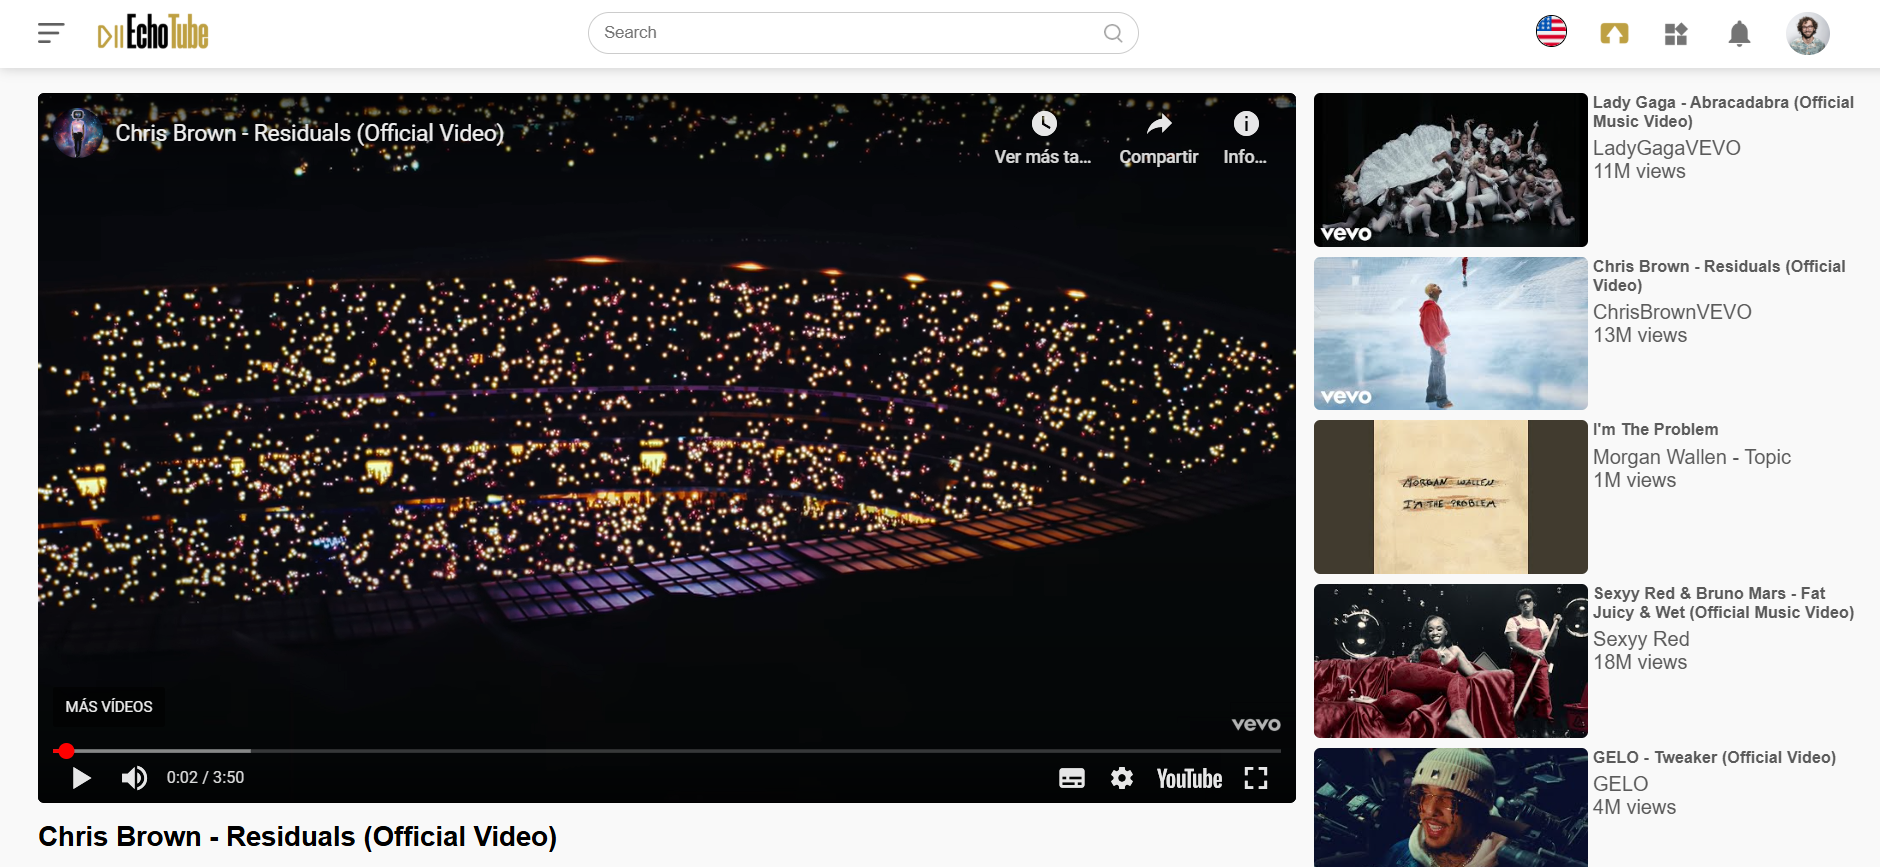 EchoTube
Search
Chris Brown - Residuals (Official Video)
Ver más ta...
Compartir
Info...
MÁS VÍDEOS
vevo
0:02 / 3:50
YouTube
Chris Brown - Residuals (Official Video)
vevo
Lady Gaga - Abracadabra (Official
Music Video)
LadyGagaVEVO
11M views
vevo
Chris Brown - Residuals (Official
Video)
ChrisBrownVEVO
13M views
MORGAN WALLEN
I'M THE PROBLEM
I'm The Problem
Morgan Wallen - Topic
1M views
Sexyy Red & Bruno Mars - Fat
Juicy & Wet (Official Music Video)
Sexyy Red
18M views
GELO - Tweaker (Official Video)
GELO
4M views